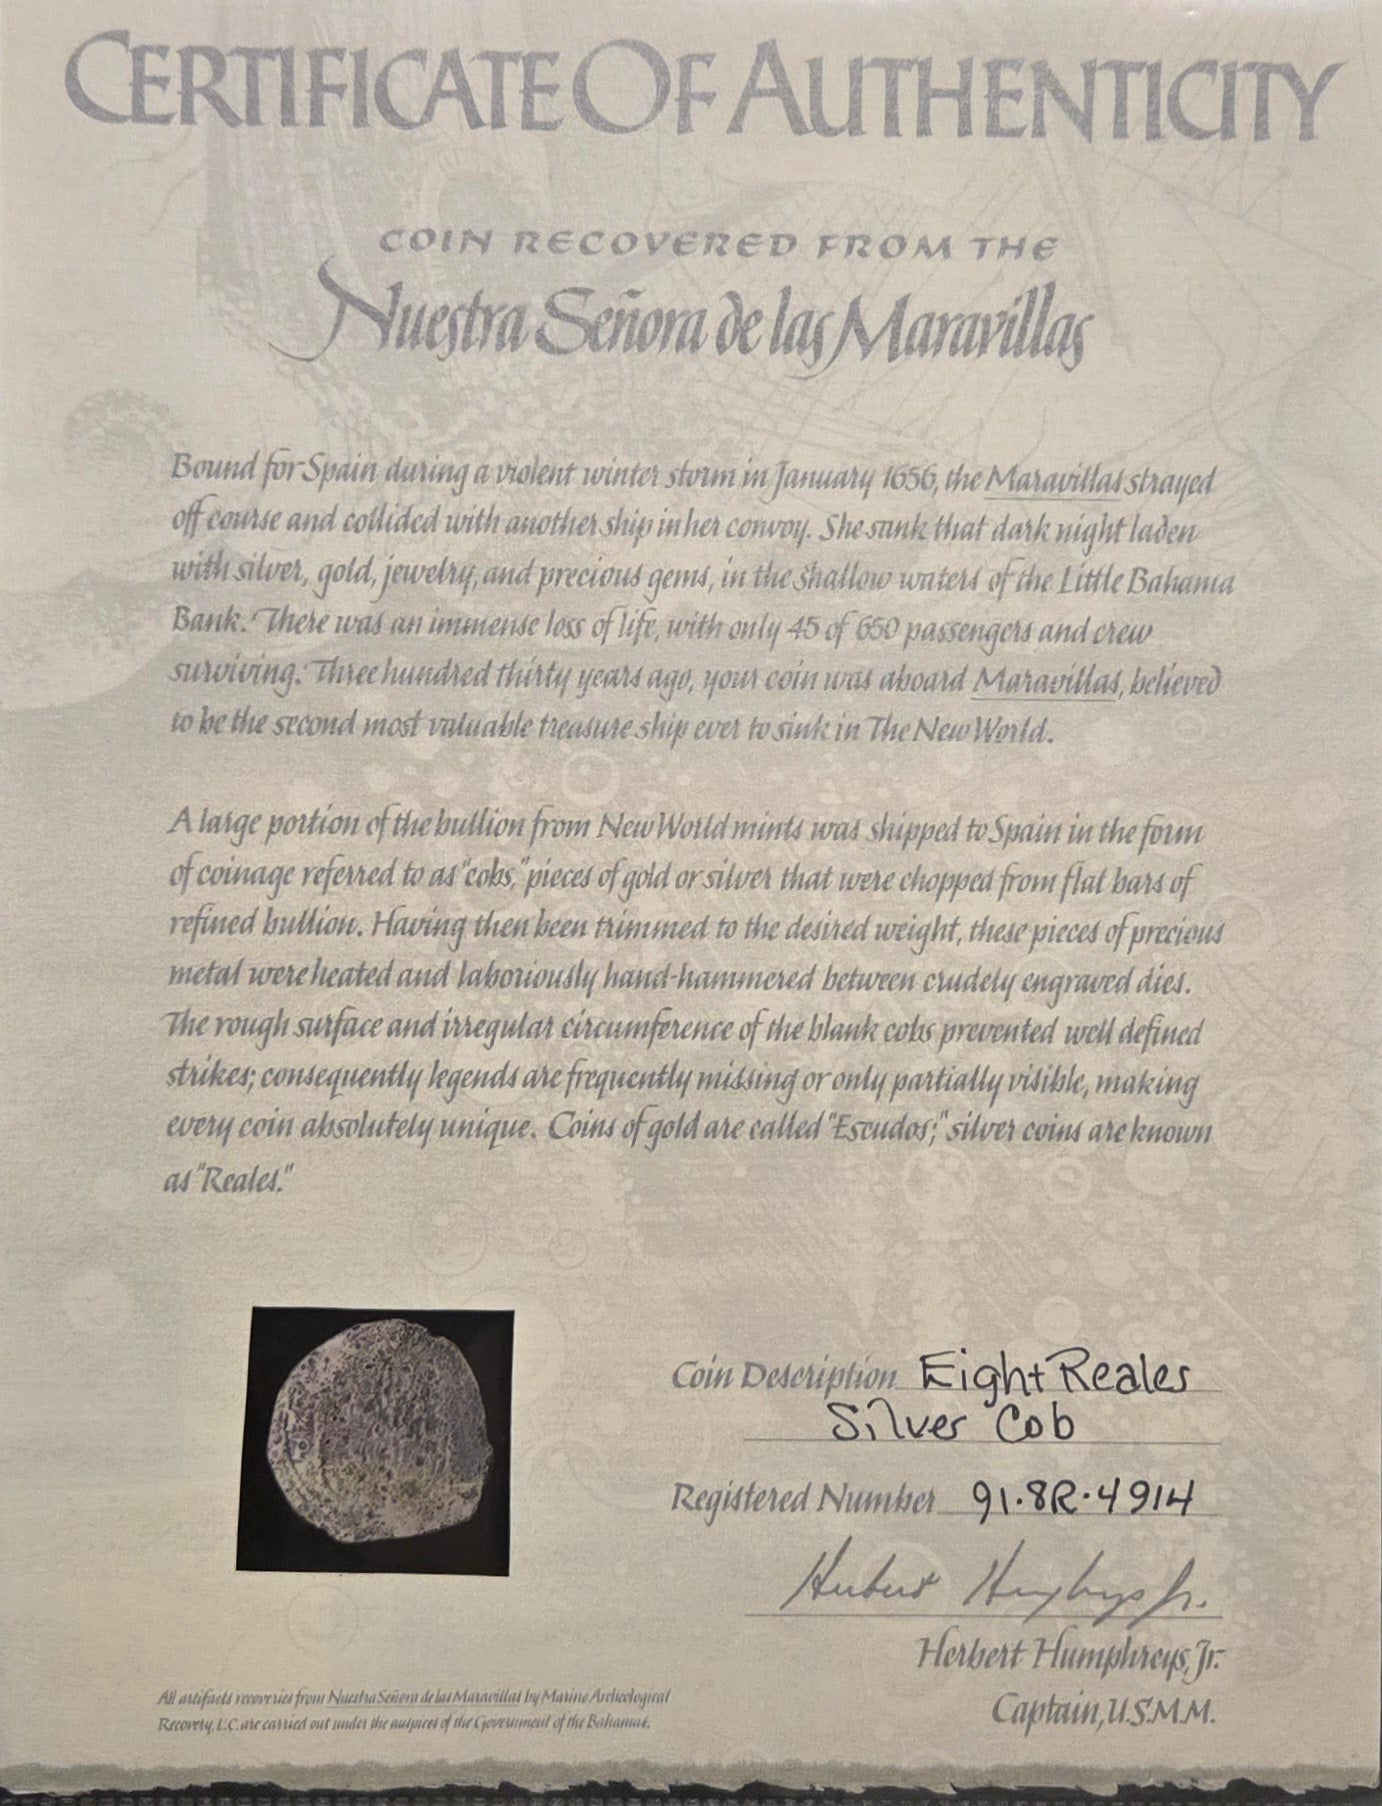 CERTIFICATE OF AUTHENTICITY
COIN RECOVERED FROM THE
Nuestra Señora de las Maravillas
Bound for Spain during a violent winter storm in January 1656, the Maravillas strayed
off course and collided with another ship in her convoy. She sank that dark night laden
with silver, gold, jewelry, and precious gems, in the shallow waters of the Little Bahama
Bank. There was an immense loss of life, with only 45 of 650 passengers and crew
surviving. Three hundred thirty years ago, your coin was aboard Maravillas, believed
to be the second most valuable treasure ship ever to sink in The New World.
A large portion of the bullion from New World mints was shipped to Spain in the form
of coinage referred to as "cobs," pieces of gold or silver that were chopped from flat bars of
refined bullion. Having then been trimmed to the desired weight, these pieces of precious
metal were heated and laboriously hand-hammered between crudely engraved dies.
The rough surface and irregular circumference of the blank cobs prevented well defined
strikes; consequently legends are frequently missing or only partially visible, making
every coin absolutely unique. Coins of gold are called "Escudos;" silver coins are known
as "Reales."
Coin Description Eight Reales
Silver Cob
Registered Number 91·8R·4914
Herbert Humphreys Jr.
Herbert Humphreys, Jr.
Captain, U.S.M.M.
All artifacts recoveries from Nuestra Señora de las Maravillas by Marine Archeological
Recovery, L.C. are carried out under the auspices of the Government of the Bahamas.